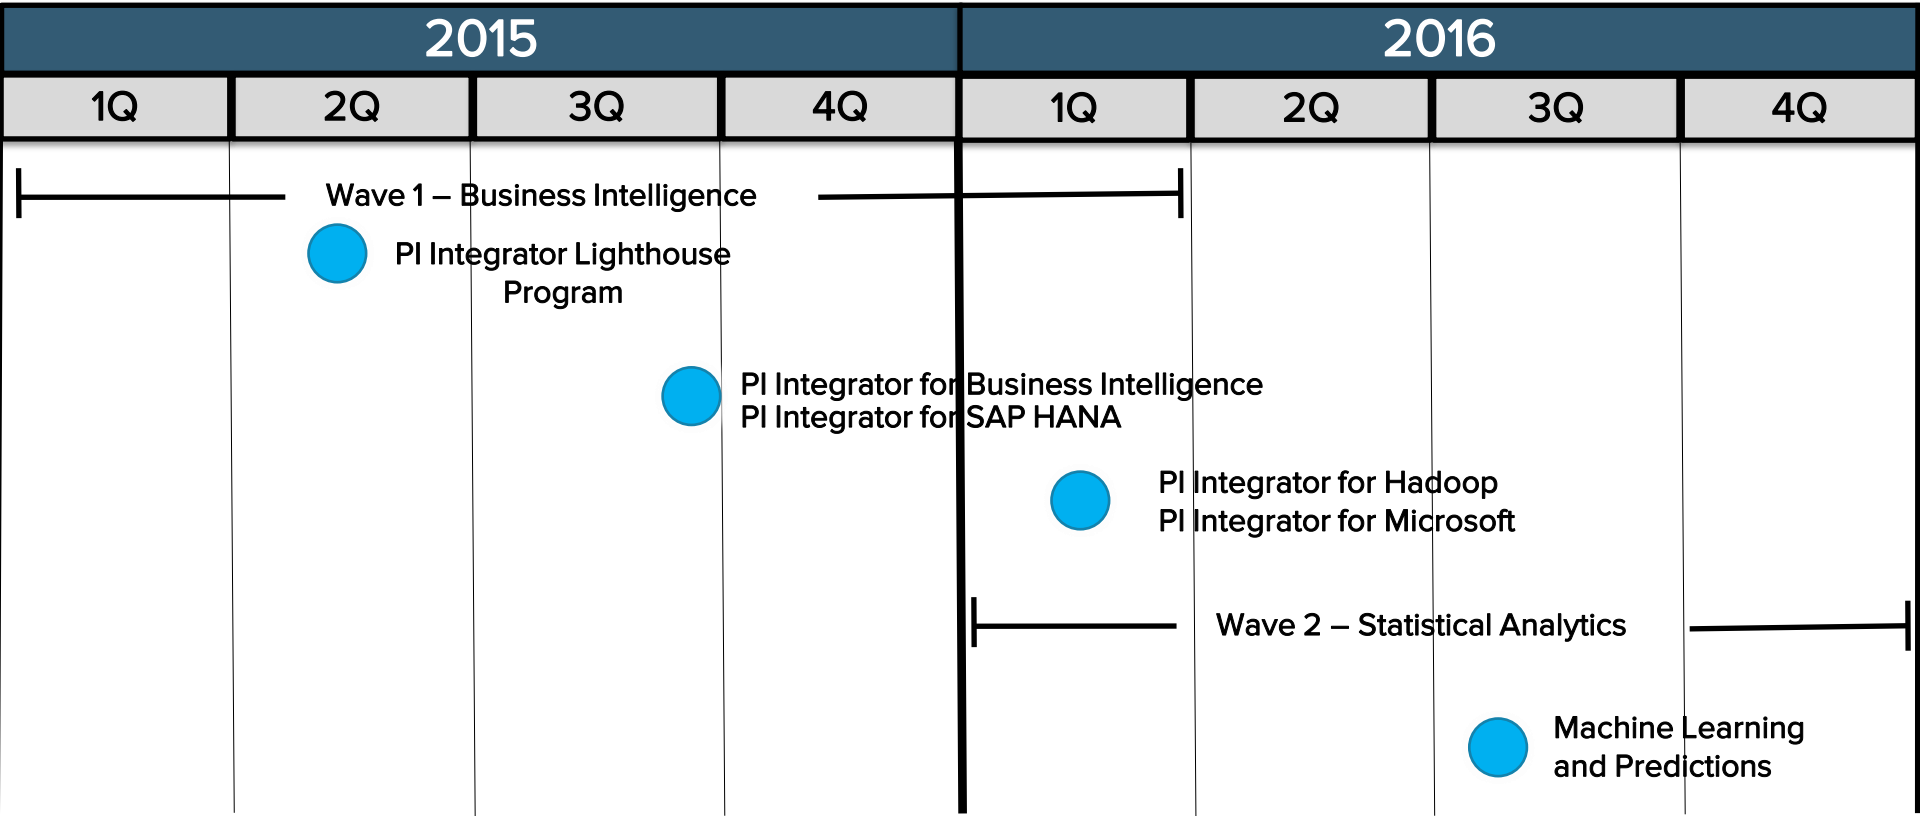 2015
2016
1Q
2Q
3Q
4Q
1Q
2Q
3Q
4Q
Wave 1 – Business Intelligence
PI Integrator Lighthouse
Program
PI Integrator for Business Intelligence
PI Integrator for SAP HANA
PI Integrator for Hadoop
PI Integrator for Microsoft
Wave 2 – Statistical Analytics
Machine Learning
and Predictions